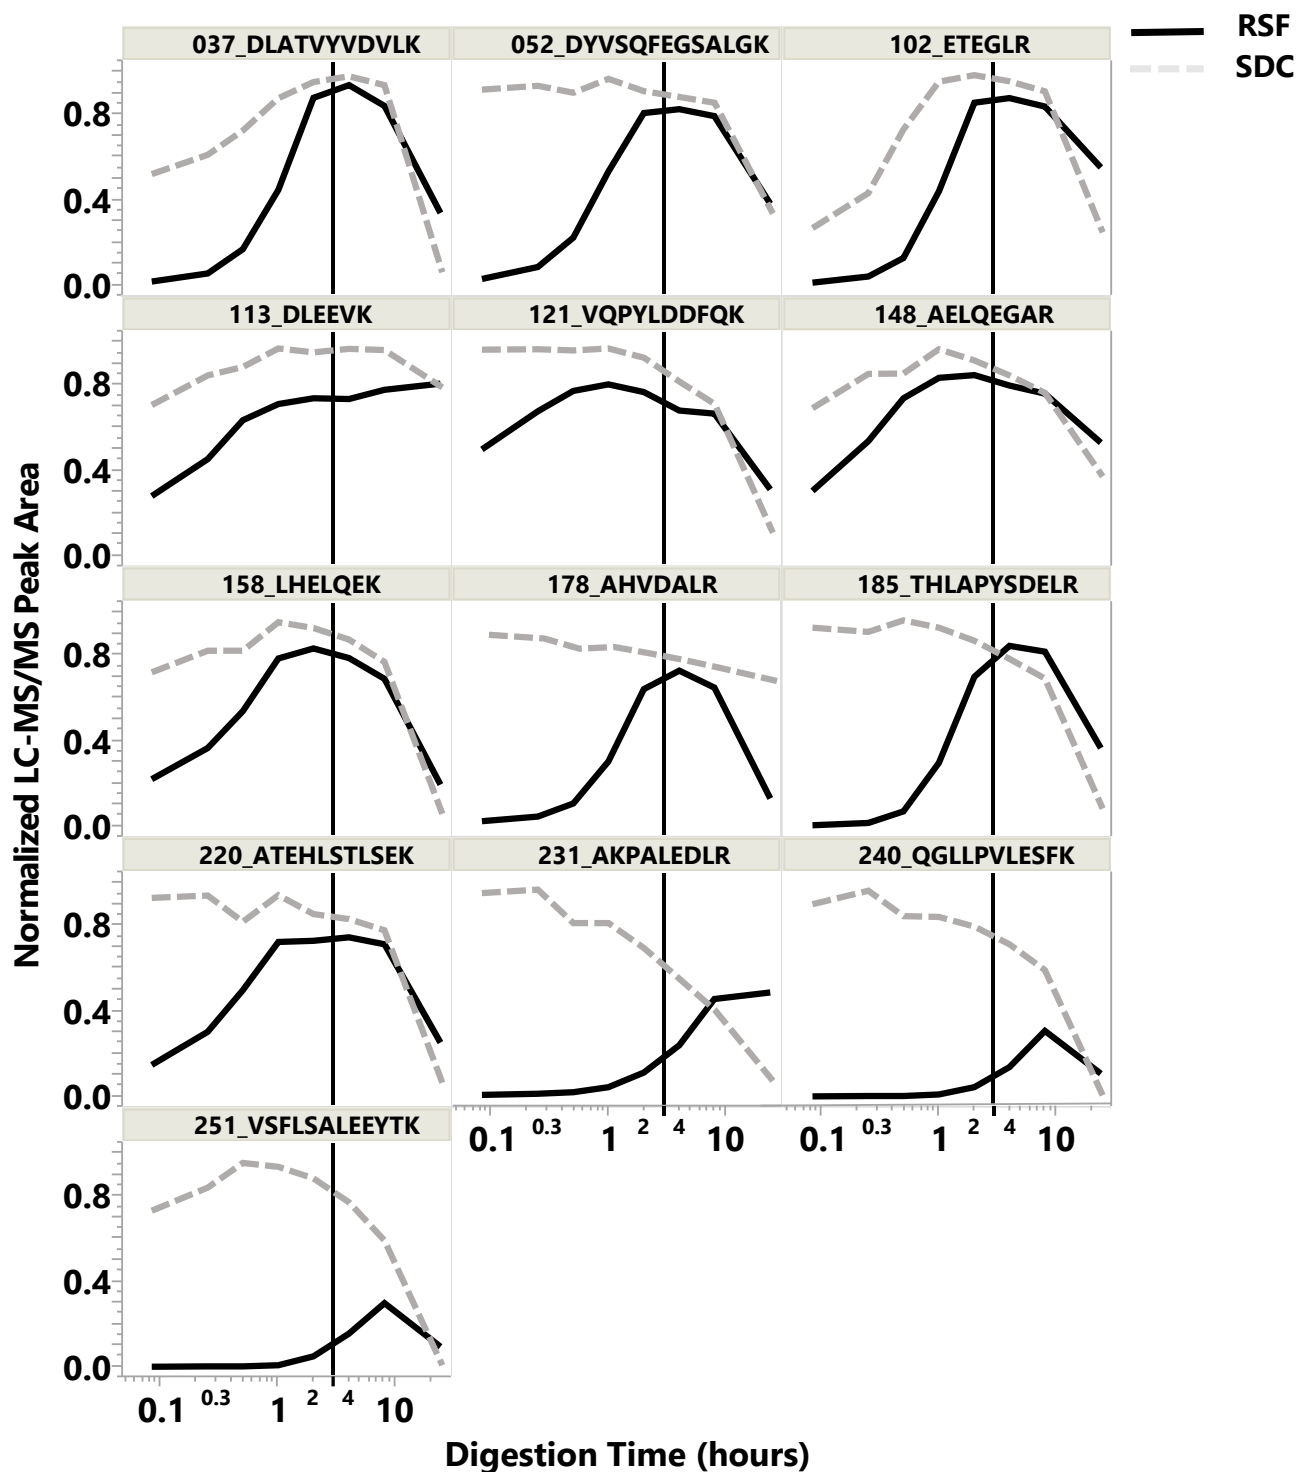 RSF
SDC
037_DLATVYVDVLK
052_DYVSQFEGSALGK
102_ETEGLR
0.8
0.4
0.0
113_DLEEVK
121_VQPYLDDFQK
148_AELQEGAR
0.8
0.4
0.0
158_LHELQEK
178_AHVDALR
185_THLAPYSDELR
0.8
0.4
0.0
220_ATEHLSTLSEK
231_AKPALEDLR
240_QGLLPVLESFK
0.8
0.4
0.0
0.1 0.3 1 2 4 10
0.1 0.3 1 2 4 10
251_VSFLSALEEYTK
0.8
0.4
0.0
0.1 0.3 1 2 4 10
Normalized LC-MS/MS Peak Area
Digestion Time (hours)